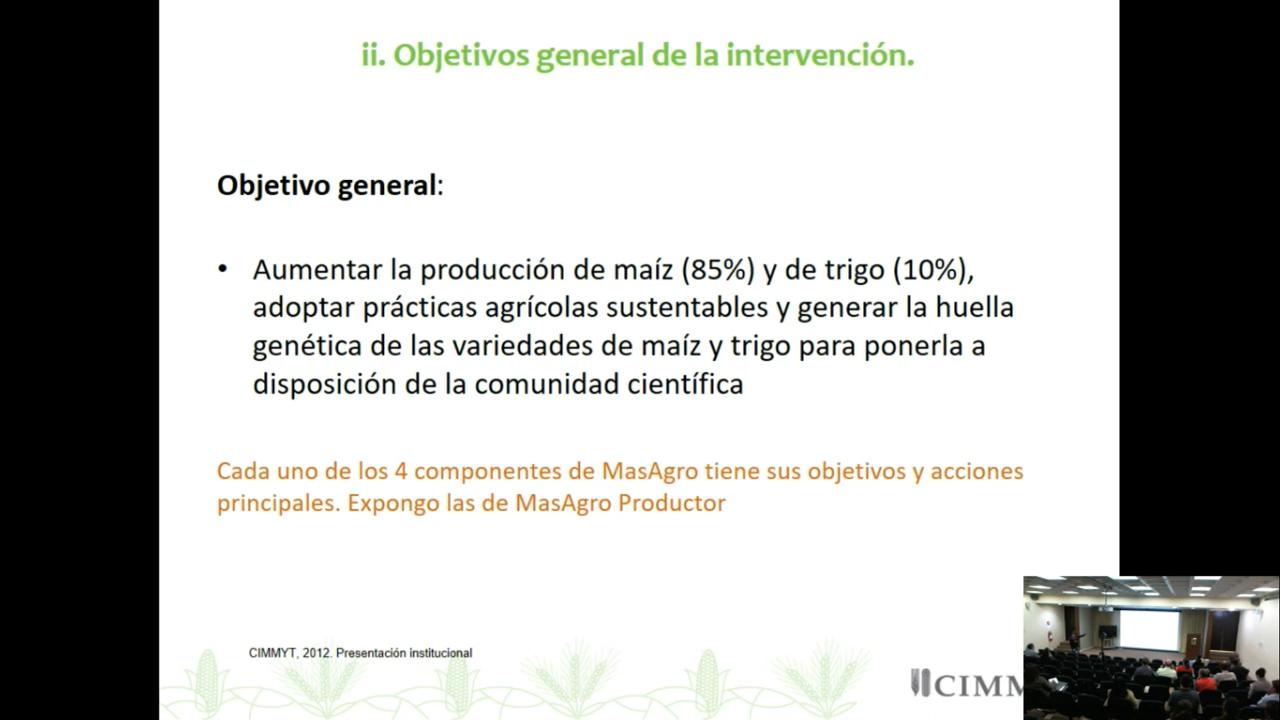 ii. Objetivos general de la intervención.
Objetivo general:
• Aumentar la producción de maíz (85%) y de trigo (10%),
adoptar prácticas agrícolas sustentables y generar la huella
genética de las variedades de maíz y trigo para ponerla a
disposición de la comunidad científica
Cada uno de los 4 componentes de MasAgro tiene sus objetivos y acciones
principales. Expongo las de MasAgro Productor
CIMMYT, 2012. Presentación institucional
CIMM